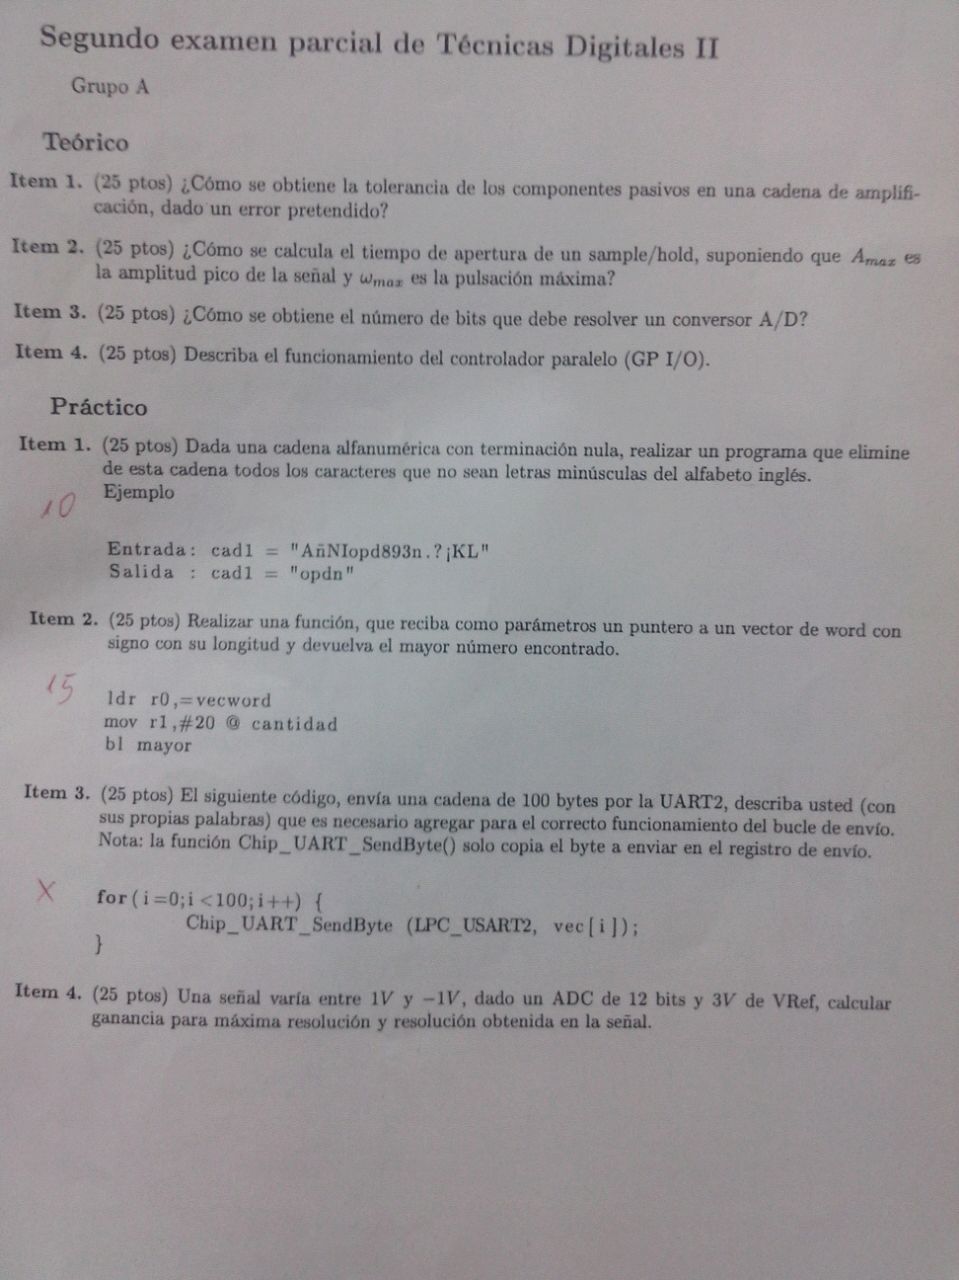 Segundo examen parcial de Técnicas Digitales II
Grupo A
Teórico
Item 1. (25 ptos) ¿Cómo se obtiene la tolerancia de los componentes pasivos en una cadena de amplifi-
cación, dado un error pretendido?
Item 2. (25 ptos) ¿Cómo se calcula el tiempo de apertura de un sample/hold, suponiendo que Amax es
la amplitud pico de la señal y ωmax es la pulsación máxima?
Item 3. (25 ptos) ¿Cómo se obtiene el número de bits que debe resolver un conversor A/D?
Item 4. (25 ptos) Describa el funcionamiento del controlador paralelo (GP I/O).
Práctico
Item 1. (25 ptos) Dada una cadena alfanumérica con terminación nula, realizar un programa que elimine
de esta cadena todos los caracteres que no sean letras minúsculas del alfabeto inglés.
Ejemplo
10
Entrada: cad1 = "AñNIopd893n.?¡KL"
Salida : cad1 = "opdn"
Item 2. (25 ptos) Realizar una función, que reciba como parámetros un puntero a un vector de word con
signo con su longitud y devuelva el mayor número encontrado.
15
ldr r0,=vecword
mov r1,#20 @ cantidad
bl mayor
Item 3. (25 ptos) El siguiente código, envía una cadena de 100 bytes por la UART2, describa usted (con
sus propias palabras) que es necesario agregar para el correcto funcionamiento del bucle de envío.
Nota: la función Chip_UART_SendByte() solo copia el byte a enviar en el registro de envío.
X
for(i=0;i<100;i++) {
Chip_UART_SendByte (LPC_USART2, vec[i]);
}
Item 4. (25 ptos) Una señal varía entre 1V y −1V, dado un ADC de 12 bits y 3V de VRef, calcular
ganancia para máxima resolución y resolución obtenida en la señal.